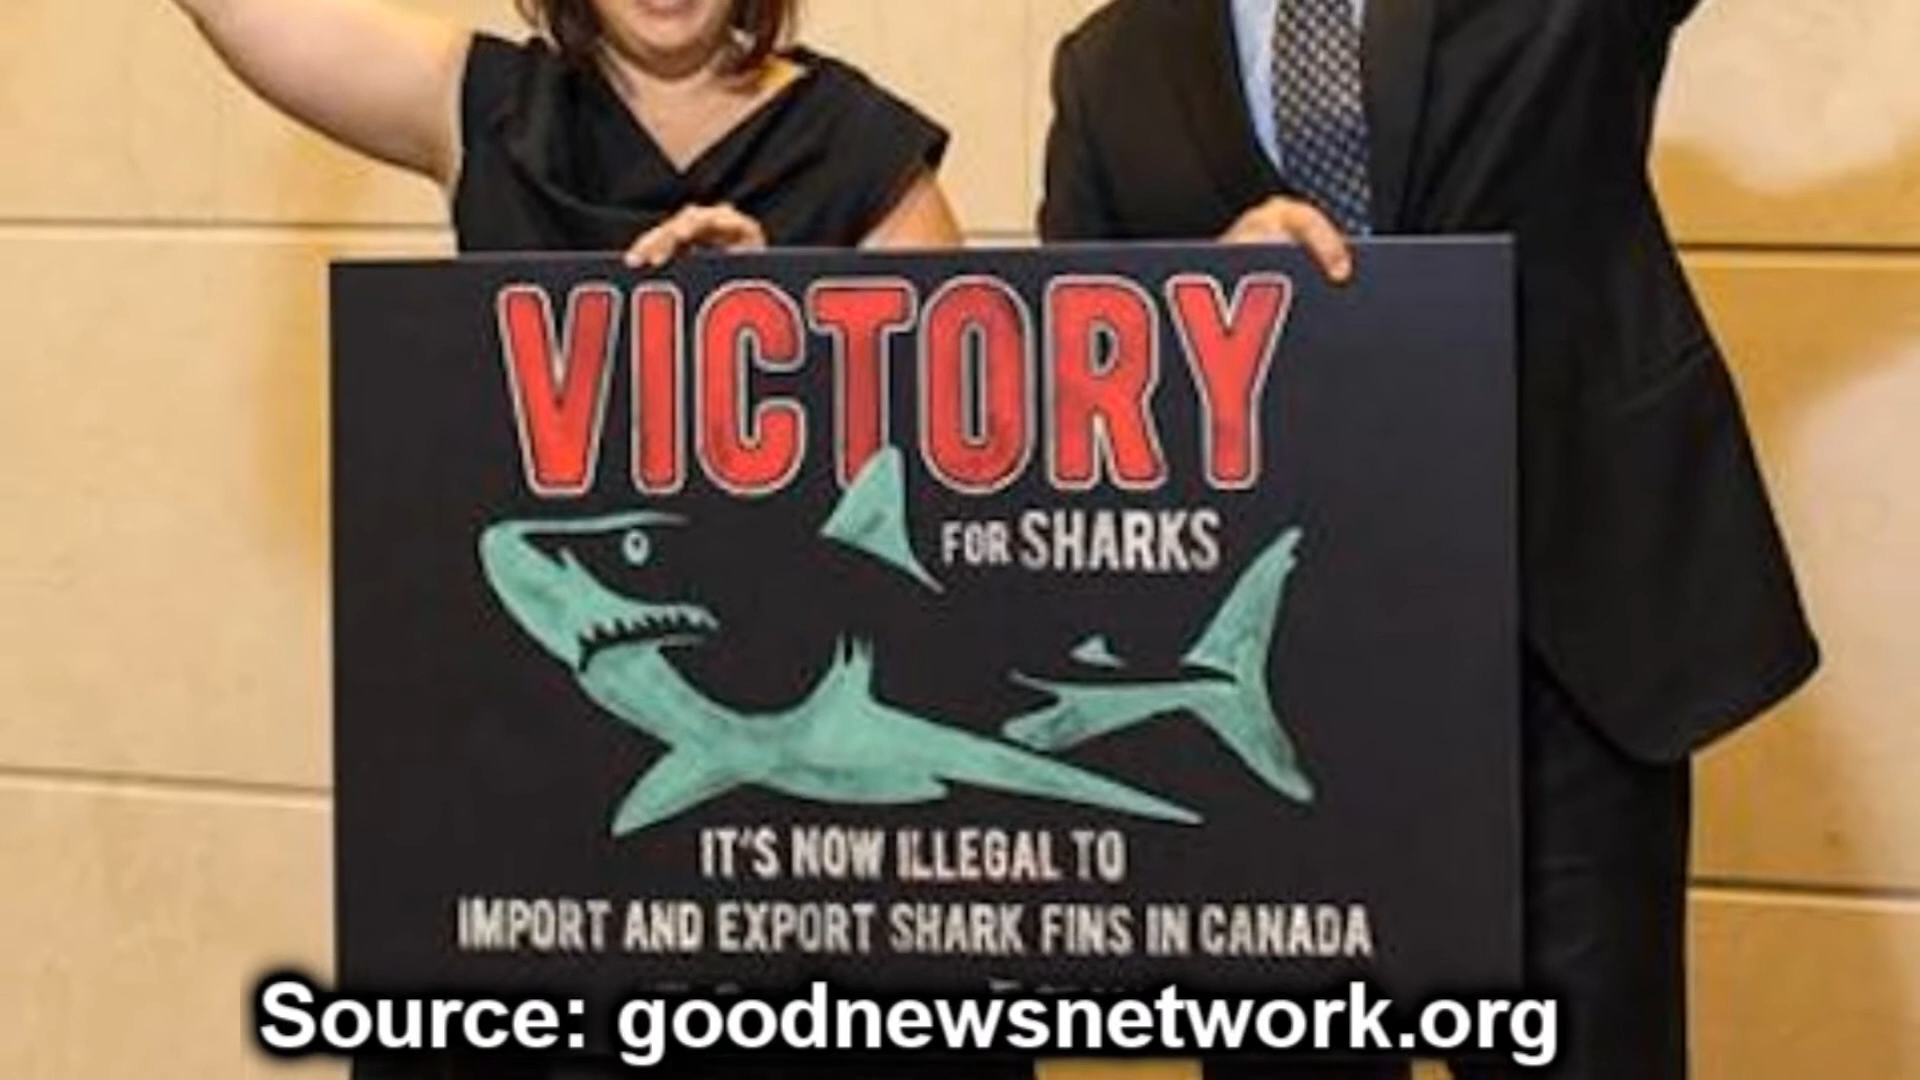 VICTORY
FOR SHARKS
IT'S NOW ILLEGAL TO
IMPORT AND EXPORT SHARK FINS IN CANADA
Source: goodnewsnetwork.org